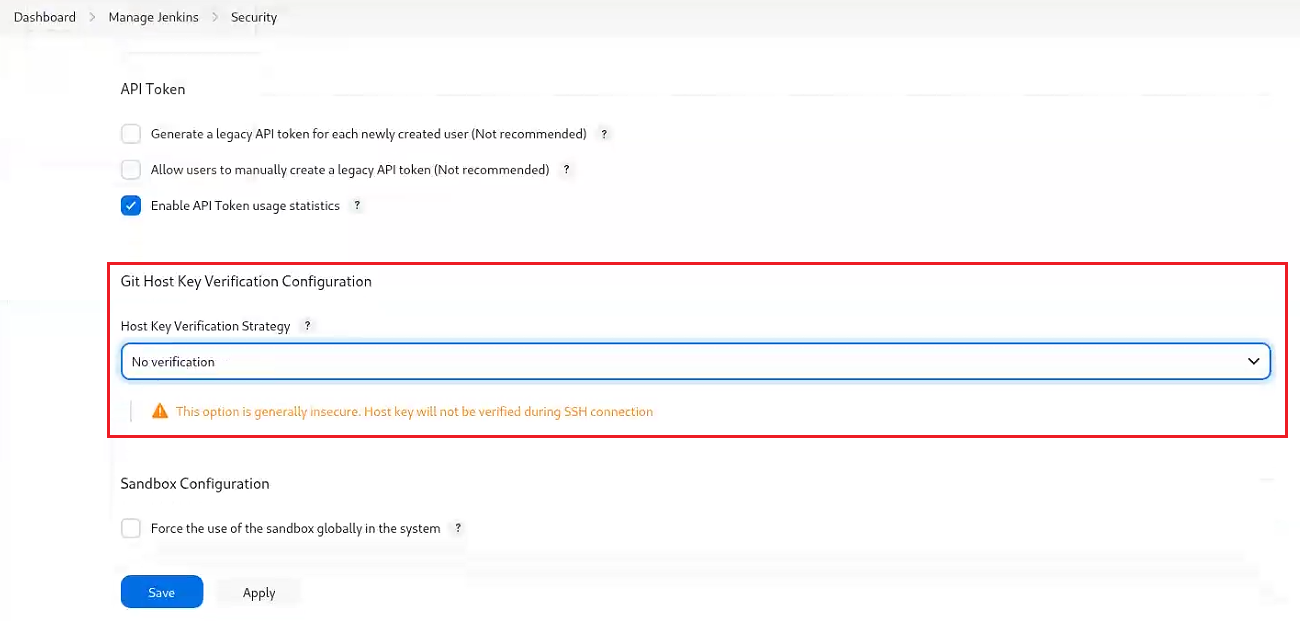 Dashboard > Manage Jenkins > Security
API Token
Generate a legacy API token for each newly created user (Not recommended) ?
Allow users to manually create a legacy API token (Not recommended) ?
Enable API Token usage statistics ?
Git Host Key Verification Configuration
Host Key Verification Strategy ?
No verification
This option is generally insecure. Host key will not be verified during SSH connection
Sandbox Configuration
Force the use of the sandbox globally in the system ?
Save Apply